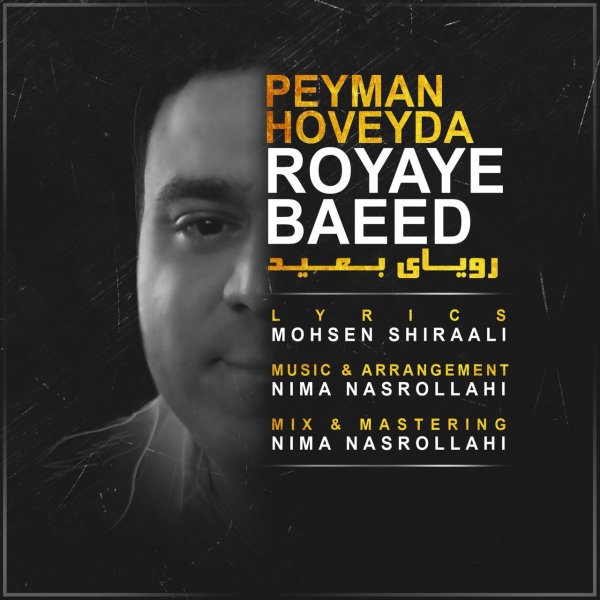 PEYMAN
HOVEYDA
ROYAYE
BAEED
رویای بعید
LYRICS
MOHSEN SHIRAALI
MUSIC & ARRANGEMENT
NIMA NASROLLAHI
MIX & MASTERING
NIMA NASROLLAHI